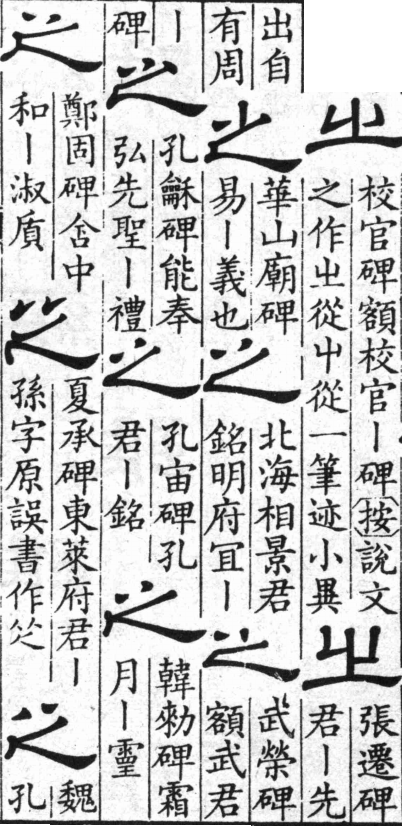 㞢
校官碑額校官丨碑按說文
之作㞢從屮從一筆迹小異
㞢
張遷碑
君丨先
出自
有周
之
華山廟碑
易丨義也
之
北海相景君
銘明府冝丨
之
武榮碑
額武君
丨
碑
之
孔龢碑能奉
弘先聖丨禮
之
孔宙碑孔
君丨銘
之
韓勑碑霜
月丨靈
之
鄭固碑含中
和丨淑貭
之
夏承碑東萊府君丨
孫字原誤書作
之
魏
孔